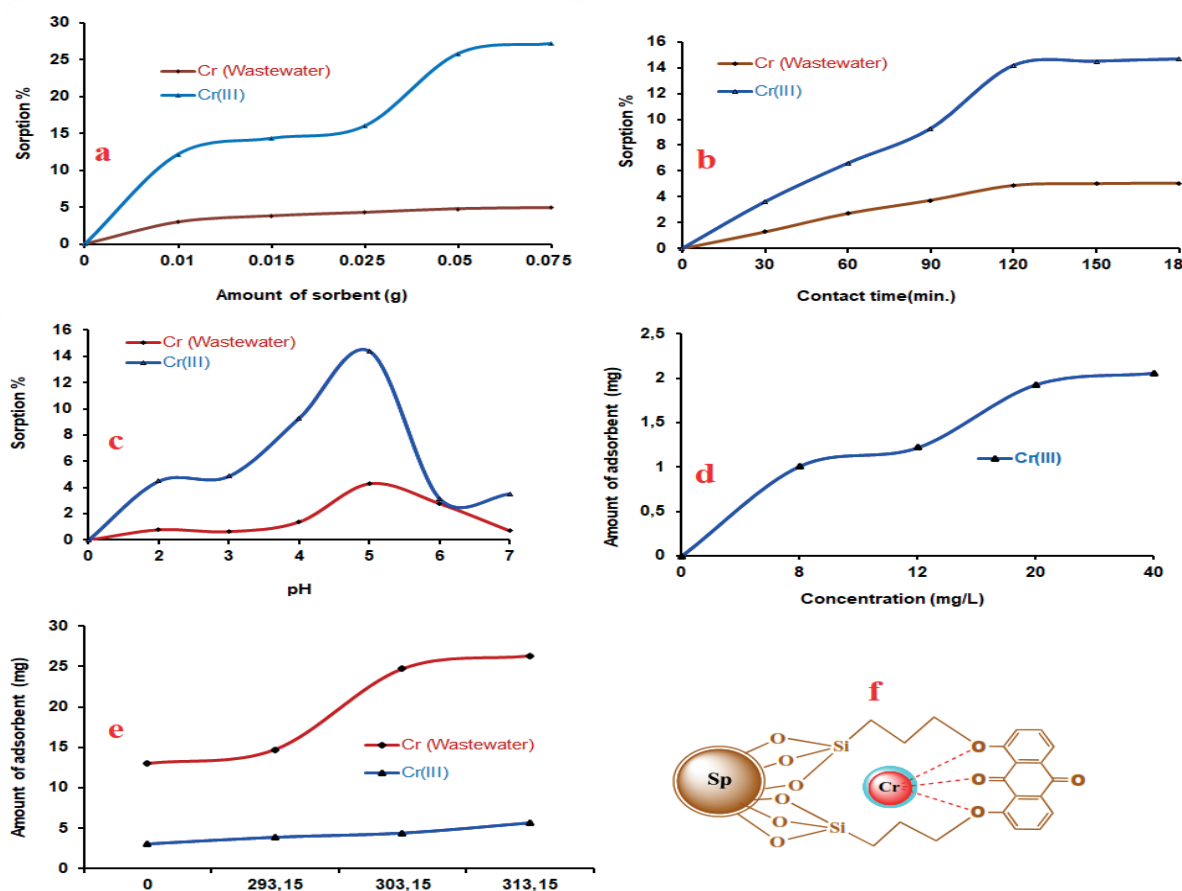 30
25
20
15
10
5
0
Sorption %
Cr (Wastewater)
Cr(III)
a
0 0.01 0.015 0.025 0.05 0.075
Amount of sorbent (g)
16
14
12
10
8
6
4
2
0
Sorption %
Cr (Wastewater)
Cr(III)
b
0 30 60 90 120 150 18
Contact time(min.)
16
14
12
10
8
6
4
2
0
Sorption %
Cr (Wastewater)
Cr(III)
c
0 2 3 4 5 6 7
pH
2,5
2
1,5
1
0,5
0
Amount of adsorbent (mg)
Cr(III)
d
0 8 12 20 40
Concentration (mg/L)
30
25
20
15
10
5
0
Amount of adsorbent (mg)
e
Cr (Wastewater)
Cr(III)
0 293,15 303,15 313,15
f
O Si O
O
Sp Cr O O
O
O
O Si O
O